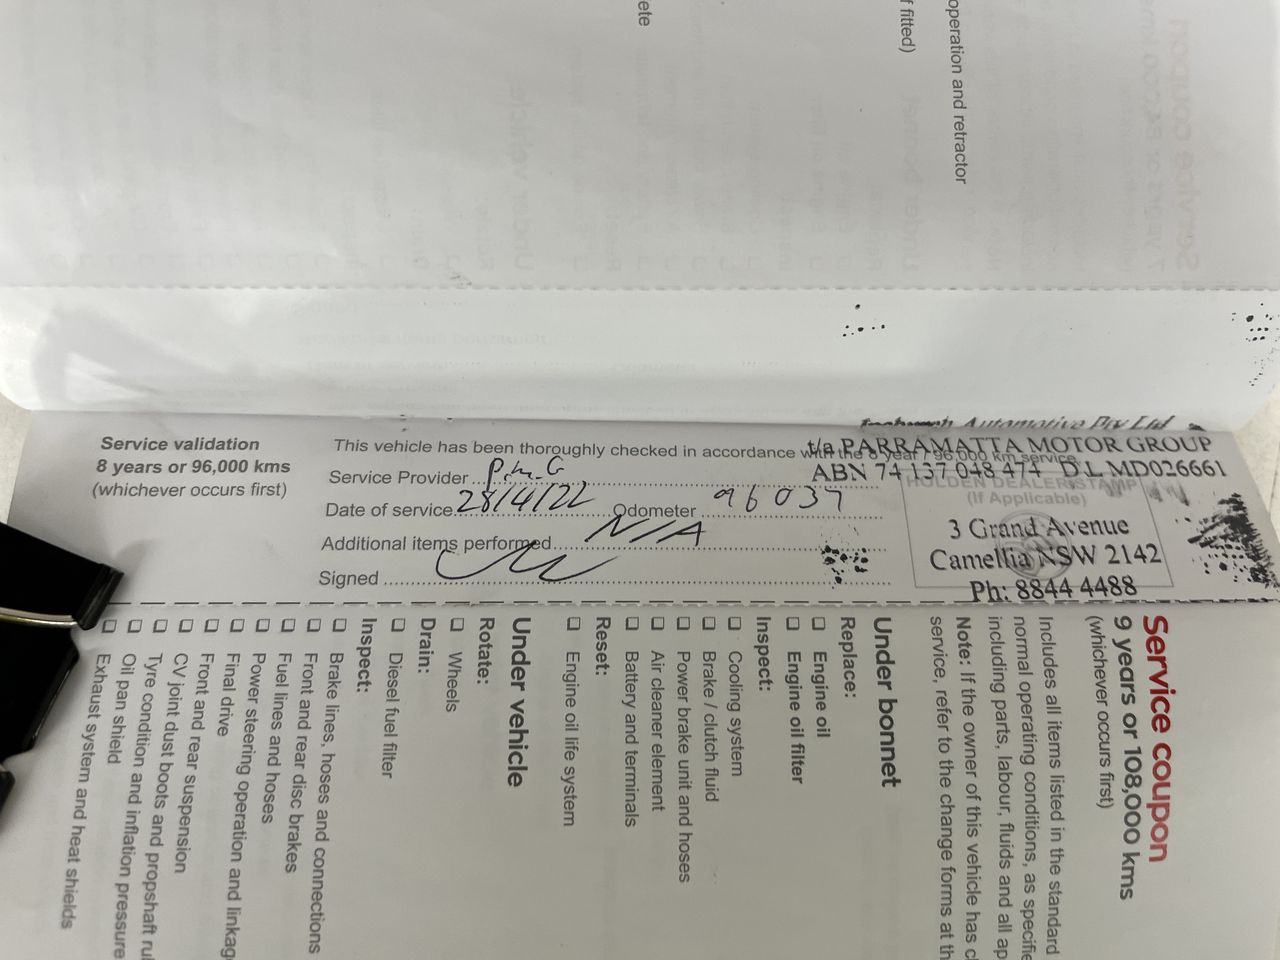 ete
f fitted)
operation and retractor
Automotive Pty Ltd
t/a PARRAMATTA MOTOR GROUP
ABN 74 137 048 474 D L MD026661
HOLDEN DEALER STAMP
(If Applicable)
3 Grand Avenue
Camellia NSW 2142
Ph: 8844 4488
Service validation
8 years or 96,000 kms
(whichever occurs first)
This vehicle has been thoroughly checked in accordance with the 8 year / 96,000 km service
Service Provider P.M.G
Date of service 28/4/22 Odometer 96037
Additional items performed N/A
Signed
Service coupon
9 years or 108,000 kms
(whichever occurs first)
Includes all items listed in the standard
normal operating conditions, as specifie
including parts, labour, fluids and all ap
Note: If the owner of this vehicle has c
service, refer to the change forms at th
Under bonnet
Replace:
☐ Engine oil
☐ Engine oil filter
Inspect:
☐ Cooling system
☐ Brake / clutch fluid
☐ Power brake unit and hoses
☐ Air cleaner element
☐ Battery and terminals
Reset:
☐ Engine oil life system
Under vehicle
Rotate:
☐ Wheels
Drain:
☐ Diesel fuel filter
Inspect:
☐ Brake lines, hoses and connections
☐ Front and rear disc brakes
☐ Fuel lines and hoses
☐ Power steering operation and linkag
☐ Final drive
☐ Front and rear suspension
☐ CV joint dust boots and propshaft ru
☐ Tyre condition and inflation pressure
☐ Oil pan shield
☐ Exhaust system and heat shields